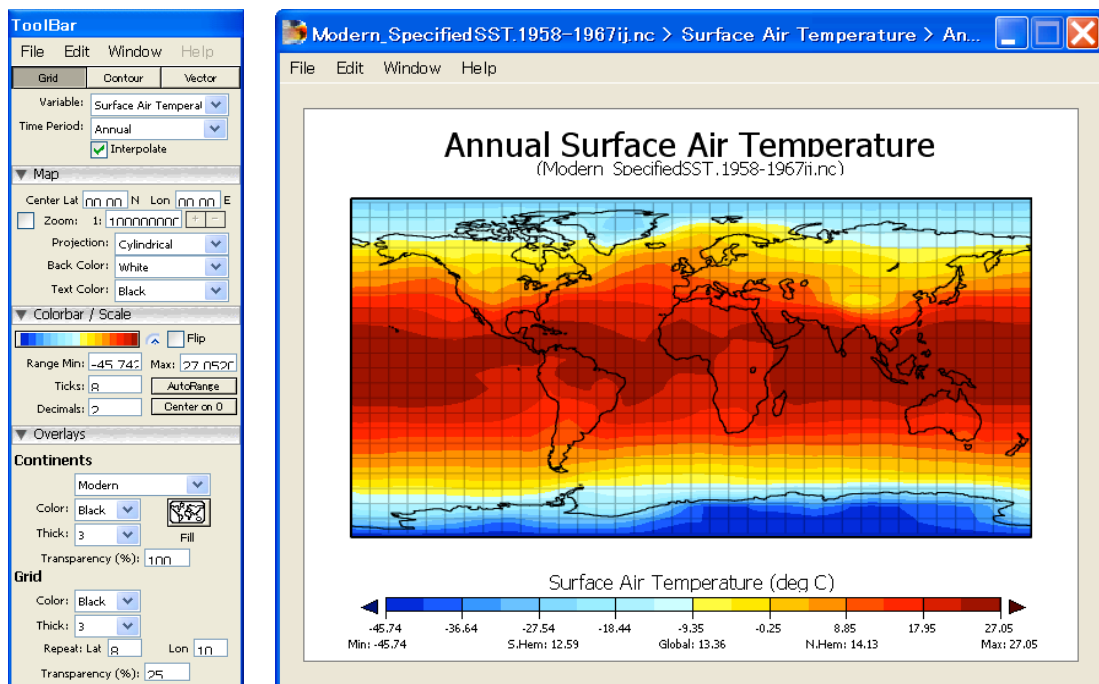 ToolBar
File Edit Window Help
Grid Contour Vector
Variable: Surface Air Temperat
Time Period: Annual
Interpolate
Map
Center Lat 00.00 N Lon 00.00 E
Zoom: 1: + -
Projection: Cylindrical
Back Color: White
Text Color: Black
Colorbar / Scale
Flip
Range Min: -45.742 Max: 27.0520
Ticks: 8 AutoRange
Decimals: 2 Center on 0
Overlays
Continents
Modern
Color: Black
Thick: 3 Fill
Transparency (%): 100
Grid
Color: Black
Thick: 3
Repeat: Lat 8 Lon 10
Transparency (%): 25
Modern_SpecifiedSST.1958-1967ij.nc > Surface Air Temperature > An...
File Edit Window Help
Annual Surface Air Temperature
(Modern_SpecifiedSST.1958-1967ij.nc)
Surface Air Temperature (deg C)
-45.74 -36.64 -27.54 -18.44 -9.35 -0.25 8.85 17.95 27.05
Min: -45.74 S.Hem: 12.59 Global: 13.36 N.Hem: 14.13 Max: 27.05